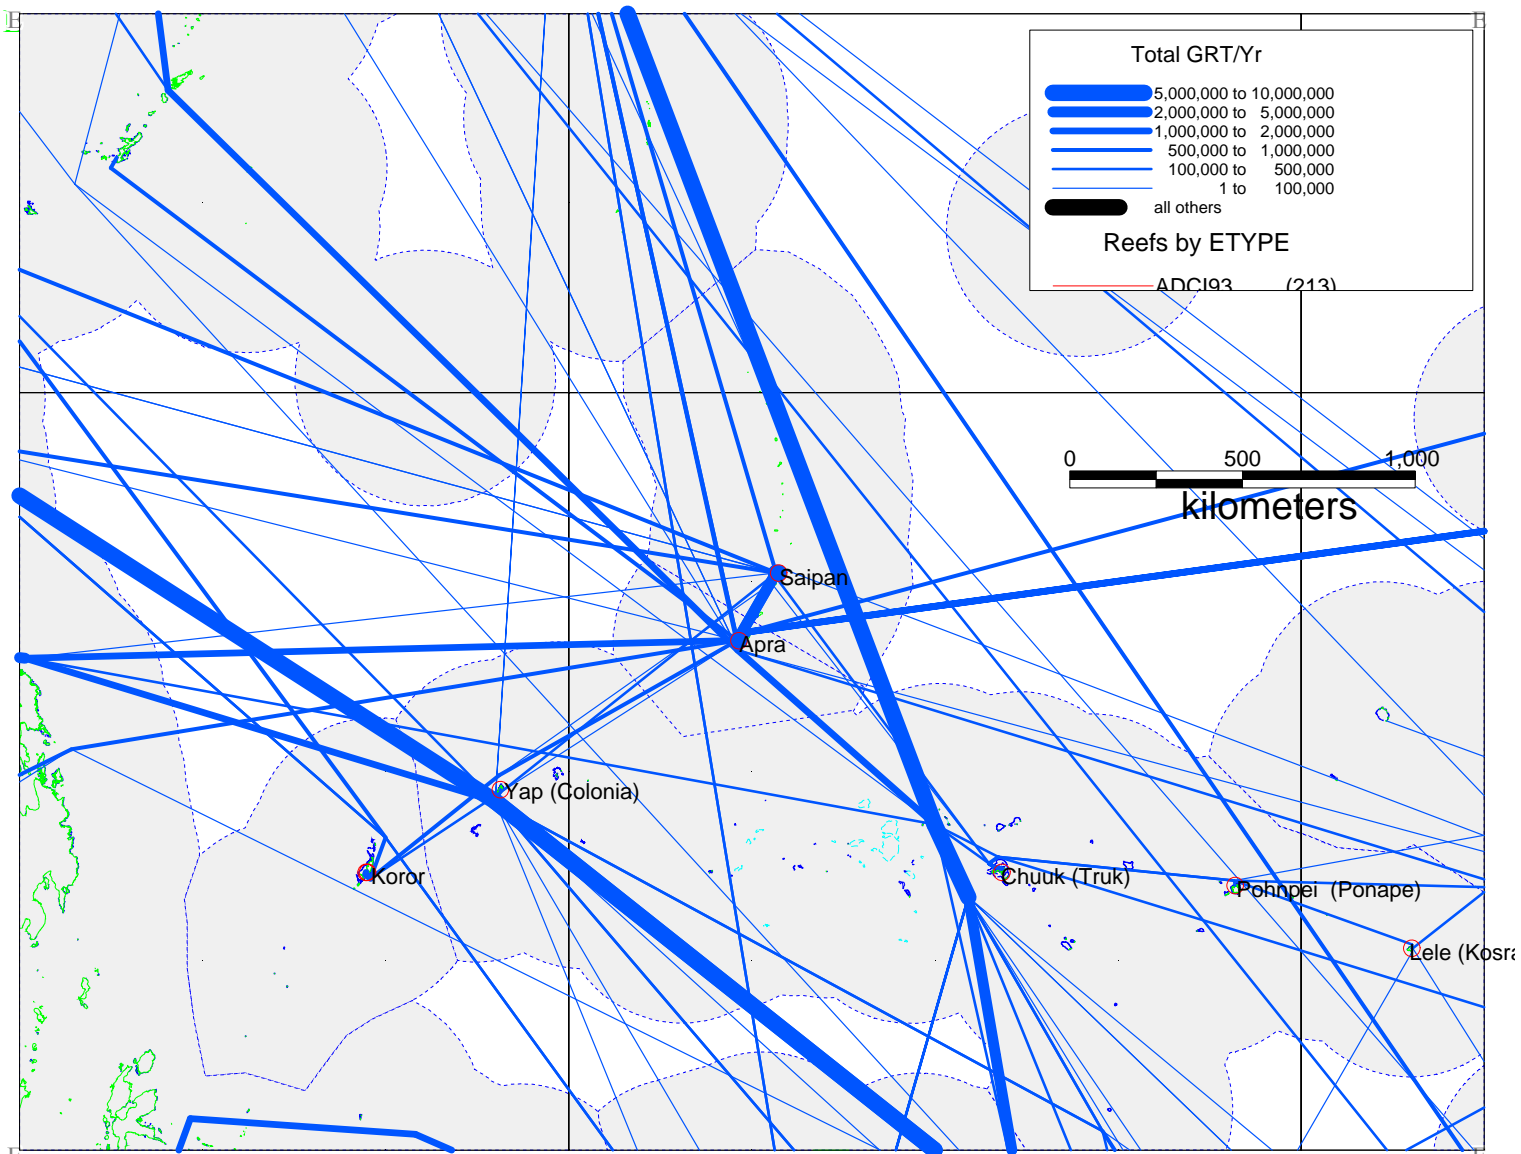 E
E
Total GRT/Yr
5,000,000 to 10,000,000
2,000,000 to 5,000,000
1,000,000 to 2,000,000
500,000 to 1,000,000
100,000 to 500,000
1 to 100,000
all others
Reefs by ETYPE
ADCI93 (213)
0 500 1,000
kilometers
Saipan
Apra
Yap (Colonia)
Koror
Chuuk (Truk)
Pohnpei (Ponape)
Lele (Kosra
E
E